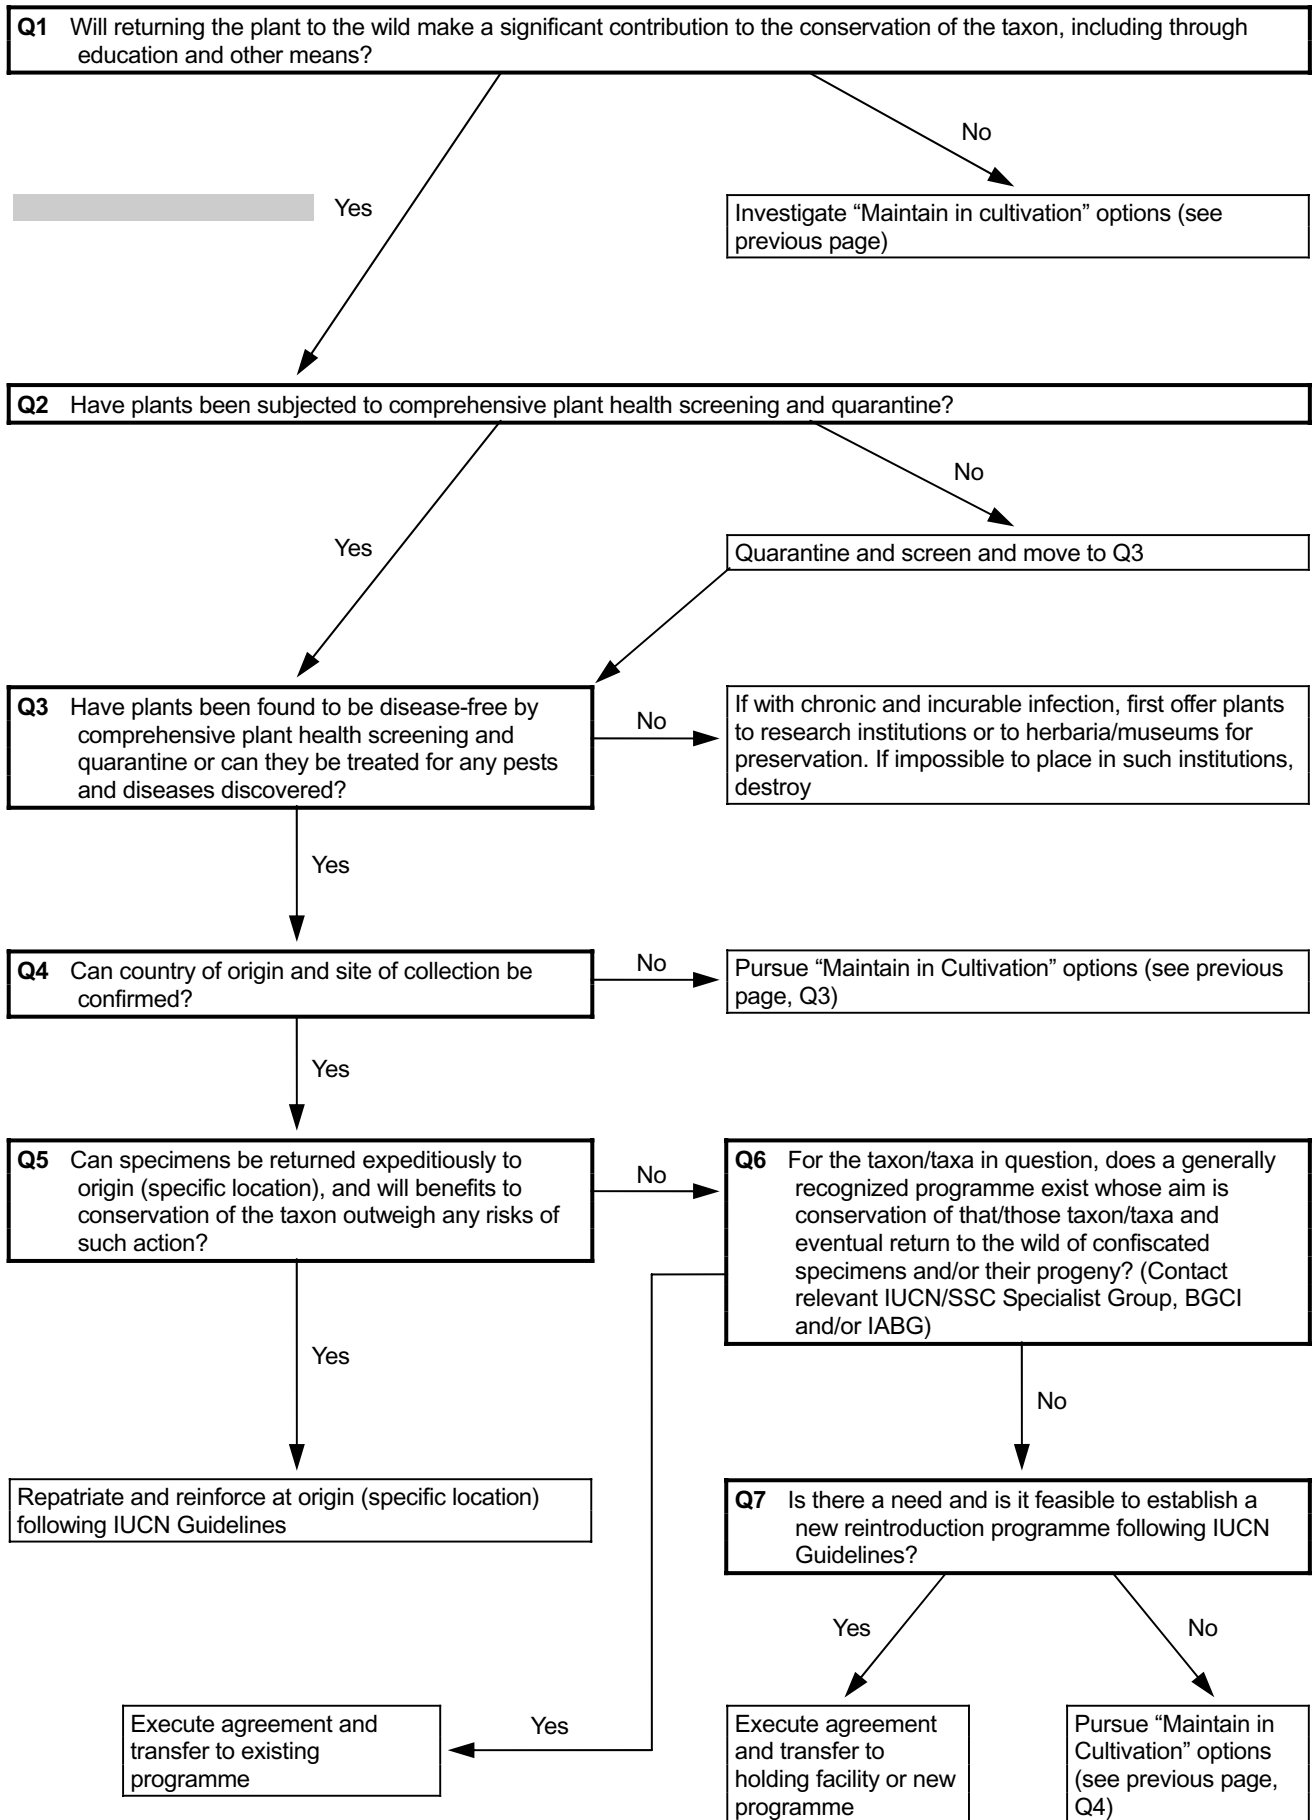 Q1 Will returning the plant to the wild make a significant contribution to the conservation of the taxon, including through
education and other means?
No
Yes
Investigate “Maintain in cultivation” options (see
previous page)
Q2 Have plants been subjected to comprehensive plant health screening and quarantine?
No
Yes
Quarantine and screen and move to Q3
Q3 Have plants been found to be disease-free by
comprehensive plant health screening and
quarantine or can they be treated for any pests
and diseases discovered?
No
If with chronic and incurable infection, first offer plants
to research institutions or to herbaria/museums for
preservation. If impossible to place in such institutions,
destroy
Yes
Q4 Can country of origin and site of collection be
confirmed?
No
Pursue “Maintain in Cultivation” options (see previous
page, Q3)
Yes
Q5 Can specimens be returned expeditiously to
origin (specific location), and will benefits to
conservation of the taxon outweigh any risks of
such action?
No
Q6 For the taxon/taxa in question, does a generally
recognized programme exist whose aim is
conservation of that/those taxon/taxa and
eventual return to the wild of confiscated
specimens and/or their progeny? (Contact
relevant IUCN/SSC Specialist Group, BGCI
and/or IABG)
Yes
No
Repatriate and reinforce at origin (specific location)
following IUCN Guidelines
Q7 Is there a need and is it feasible to establish a
new reintroduction programme following IUCN
Guidelines?
Yes
No
Execute agreement and
transfer to existing
programme
Yes
Execute agreement
and transfer to
holding facility or new
programme
Pursue “Maintain in
Cultivation” options
(see previous page,
Q4)